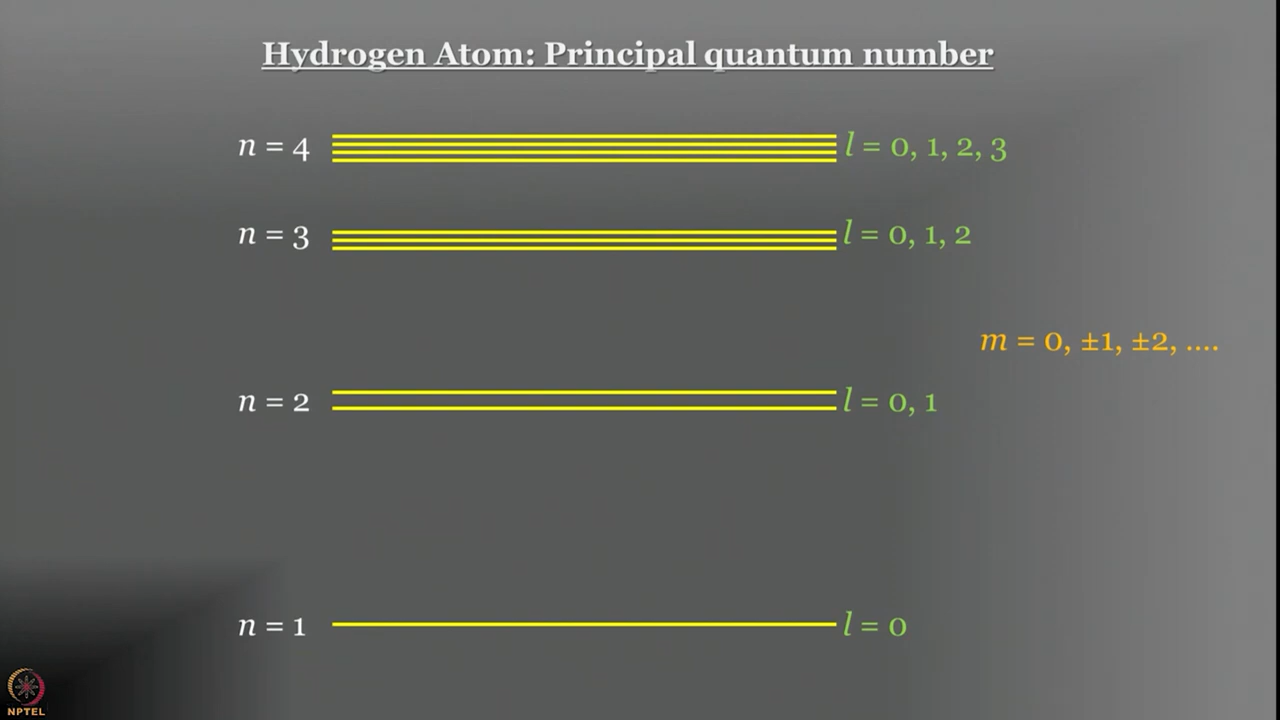 Hydrogen Atom: Principal quantum number
n = 4 l = 0, 1, 2, 3
n = 3 l = 0, 1, 2
m = 0, ±1, ±2, ....
n = 2 l = 0, 1
n = 1 l = 0
NPTEL